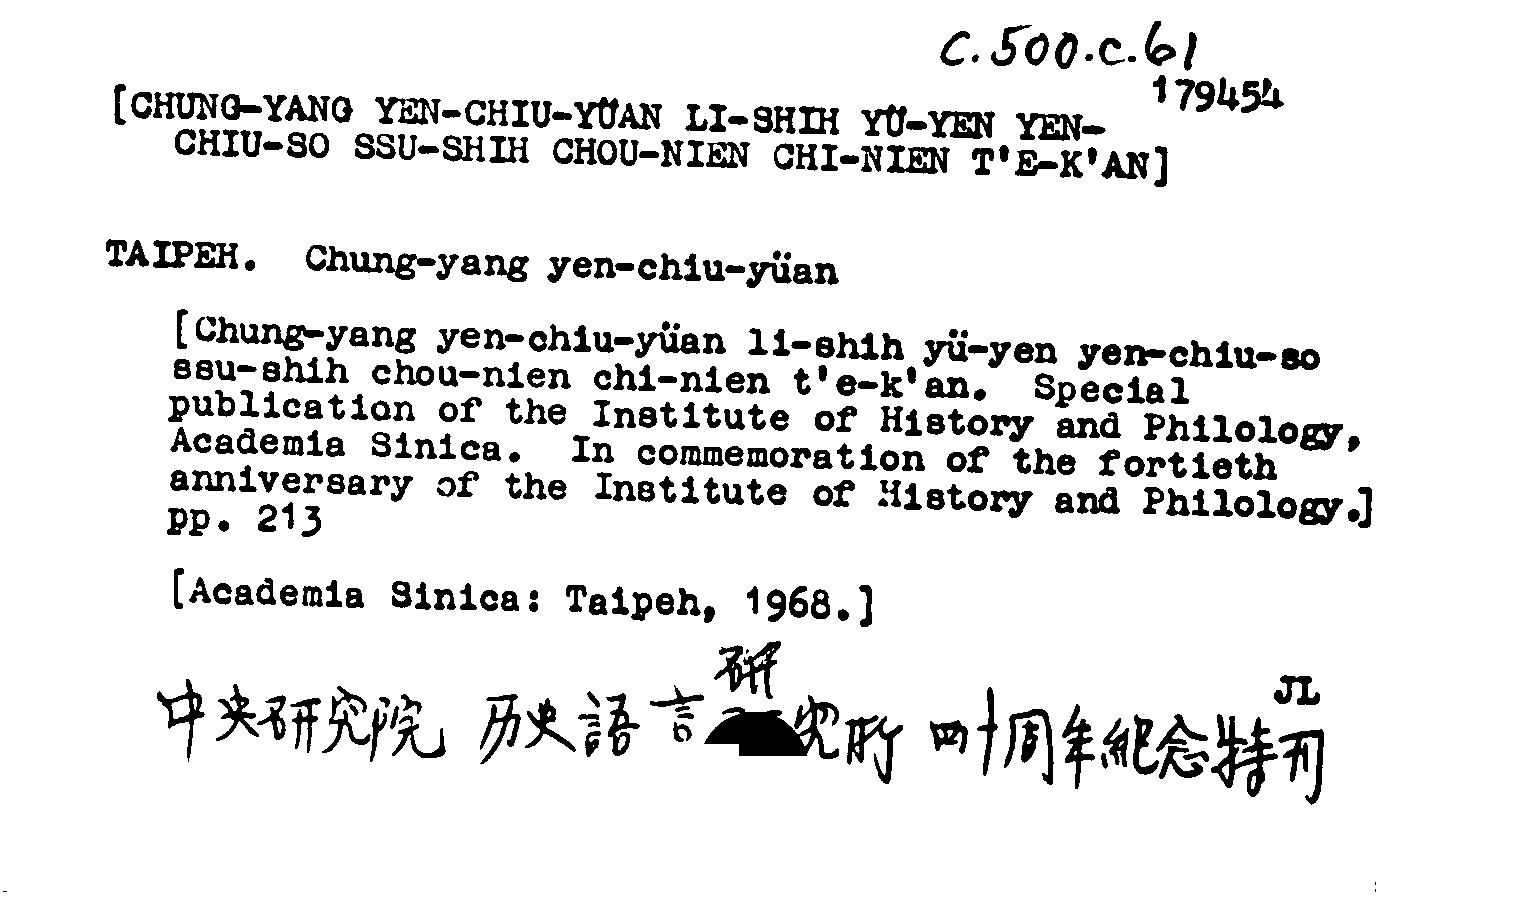 C.500.c.61
179454
[CHUNG-YANG YEN-CHIU-YÜAN LI-SHIH YÜ-YEN YEN-
CHIU-SO SSU-SHIH CHOU-NIEN CHI-NIEN T'E-K'AN]
TAIPEH. Chung-yang yen-chiu-yüan
[Chung-yang yen-chiu-yüan li-shih yü-yen yen-chiu-so
ssu-shih chou-nien chi-nien t'e-k'an. Special
publication of the Institute of History and Philology,
Academia Sinica. In commemoration of the fortieth
anniversary of the Institute of History and Philology.]
pp. 213
[Academia Sinica: Taipeh, 1968.]
JL
中央研究院 历史語言研究所 四十周年紀念特刊